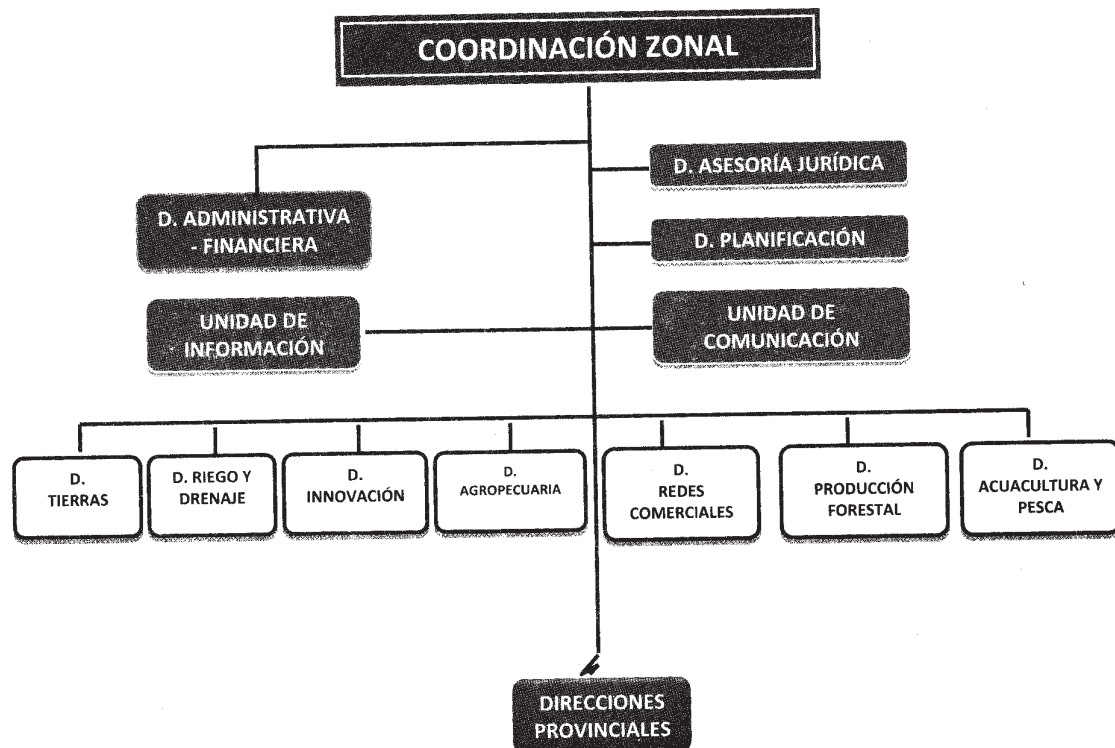 COORDINACIÓN ZONAL
D. ASESORÍA JURÍDICA
D. ADMINISTRATIVA
- FINANCIERA
D. PLANIFICACIÓN
UNIDAD DE
INFORMACIÓN
UNIDAD DE
COMUNICACIÓN
D.
TIERRAS
D. RIEGO Y
DRENAJE
D.
INNOVACIÓN
D.
AGROPECUARIA
D.
REDES
COMERCIALES
D.
PRODUCCIÓN
FORESTAL
D.
ACUACULTURA Y
PESCA
DIRECCIONES
PROVINCIALES